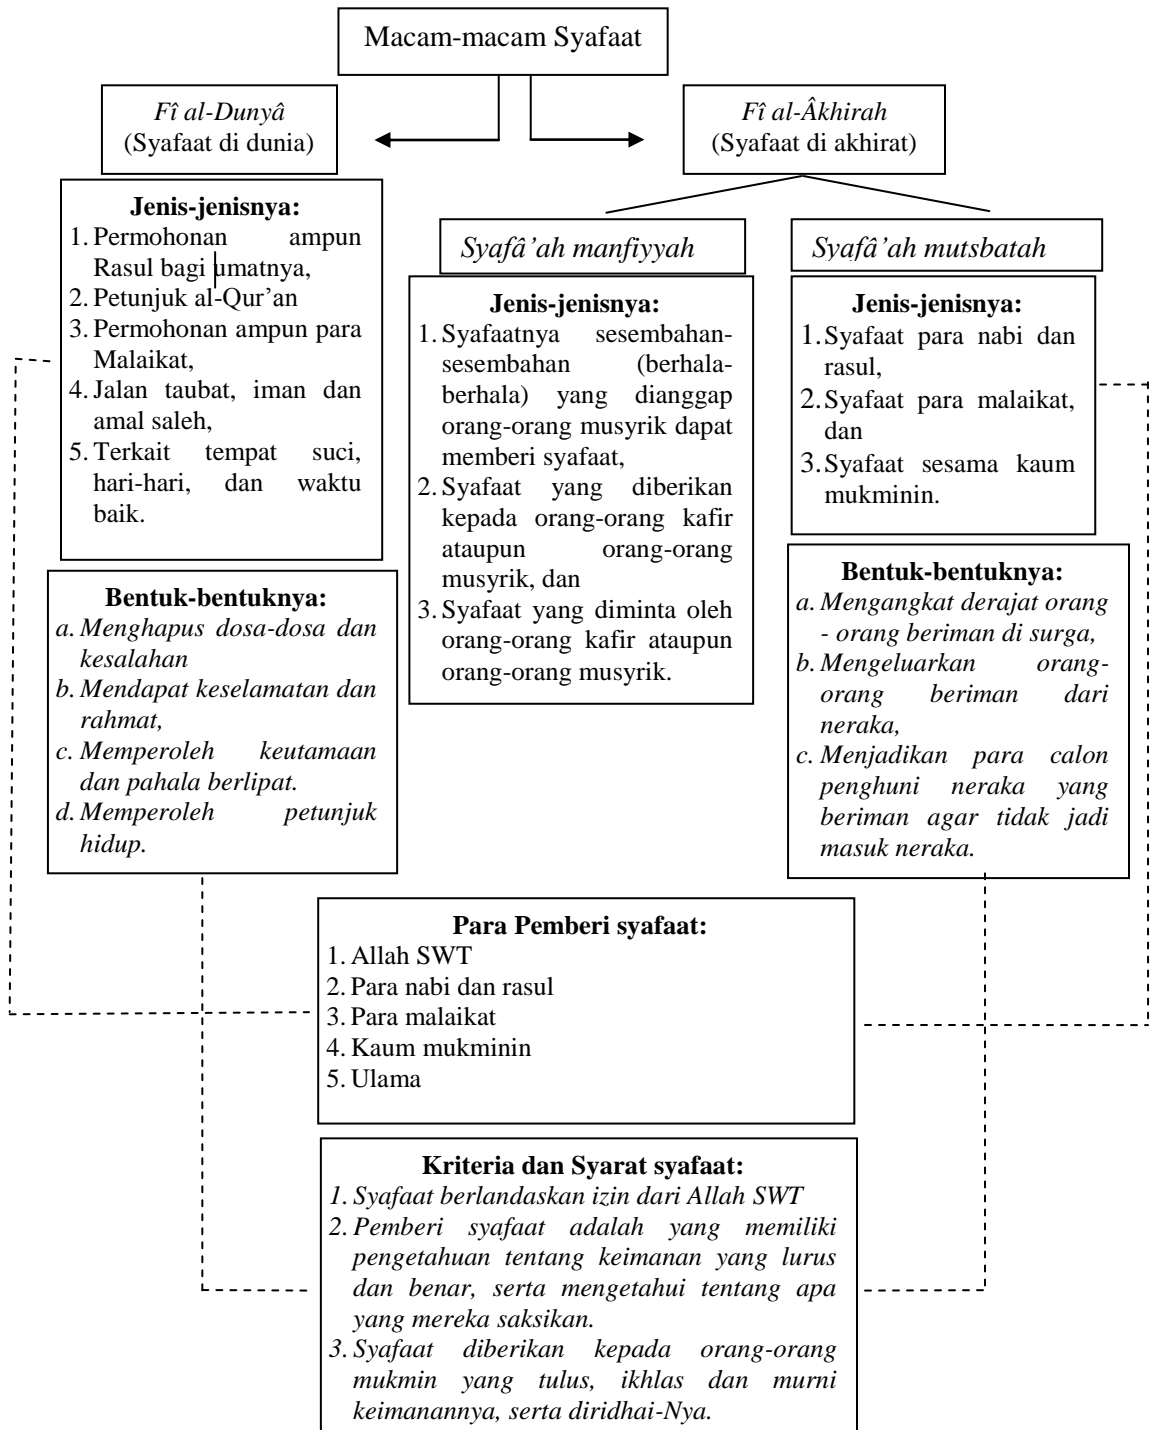 Macam-macam Syafaat
Fî al-Dunyâ
(Syafaat di dunia)
Fî al-Âkhirah
(Syafaat di akhirat)
Jenis-jenisnya:
1. Permohonan ampun
Rasul bagi umatnya,
2. Petunjuk al-Qur’an
3. Permohonan ampun para
Malaikat,
4. Jalan taubat, iman dan
amal saleh,
5. Terkait tempat suci,
hari-hari, dan waktu
baik.
Bentuk-bentuknya:
a. Menghapus dosa-dosa dan
kesalahan
b. Mendapat keselamatan dan
rahmat,
c. Memperoleh keutamaan
dan pahala berlipat.
d. Memperoleh petunjuk
hidup.
Syafâ’ah manfiyyah
Jenis-jenisnya:
1. Syafaatnya sesembahan-
sesembahan (berhala-
berhala) yang dianggap
orang-orang musyrik dapat
memberi syafaat,
2. Syafaat yang diberikan
kepada orang-orang kafir
ataupun orang-orang
musyrik, dan
3. Syafaat yang diminta oleh
orang-orang kafir ataupun
orang-orang musyrik.
Syafâ’ah mutsbatah
Jenis-jenisnya:
1. Syafaat para nabi dan
rasul,
2. Syafaat para malaikat,
dan
3. Syafaat sesama kaum
mukminin.
Bentuk-bentuknya:
a. Mengangkat derajat orang
- orang beriman di surga,
b. Mengeluarkan orang-
orang beriman dari
neraka,
c. Menjadikan para calon
penghuni neraka yang
beriman agar tidak jadi
masuk neraka.
Para Pemberi syafaat:
1. Allah SWT
2. Para nabi dan rasul
3. Para malaikat
4. Kaum mukminin
5. Ulama
Kriteria dan Syarat syafaat:
1. Syafaat berlandaskan izin dari Allah SWT
2. Pemberi syafaat adalah yang memiliki
pengetahuan tentang keimanan yang lurus
dan benar, serta mengetahui tentang apa
yang mereka saksikan.
3. Syafaat diberikan kepada orang-orang
mukmin yang tulus, ikhlas dan murni
keimanannya, serta diridhai-Nya.